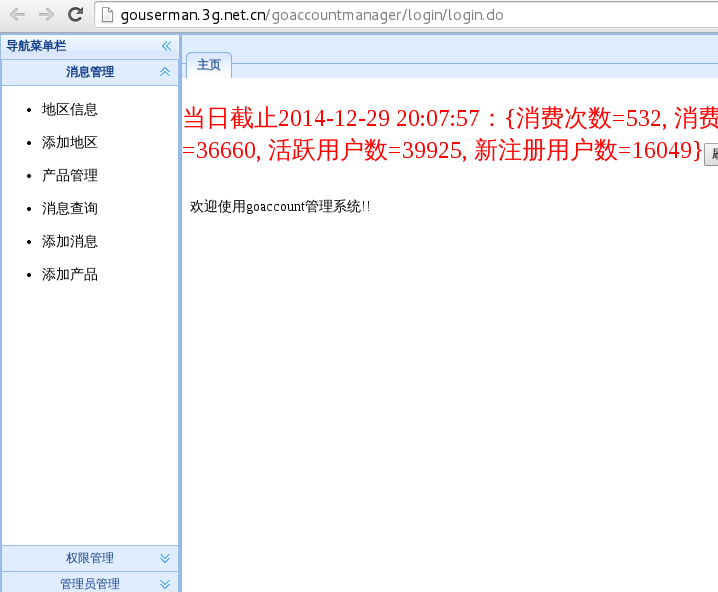 gouserman.3g.net.cn/goaccountmanager/login/login.do
导航菜单栏
消息管理
地区信息
添加地区
产品管理
消息查询
添加消息
添加产品
权限管理
管理员管理
主页
当日截止2014-12-29 20:07:57：{消费次数=532, 消费
=36660, 活跃用户数=39925, 新注册用户数=16049}
欢迎使用goaccount管理系统!!